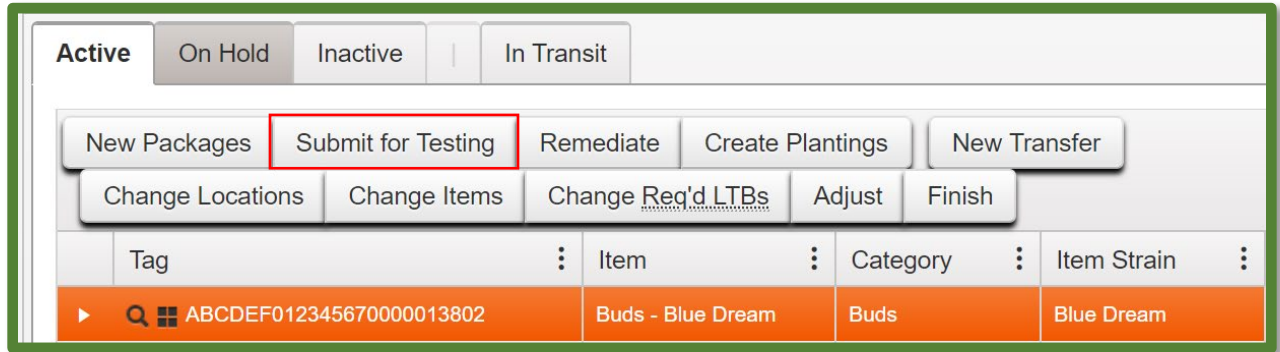 Active On Hold Inactive | In Transit
New Packages Submit for Testing Remediate Create Plantings New Transfer
Change Locations Change Items Change Req'd LTBs Adjust Finish
Tag Item Category Item Strain
ABCDEF012345670000013802 Buds - Blue Dream Buds Blue Dream